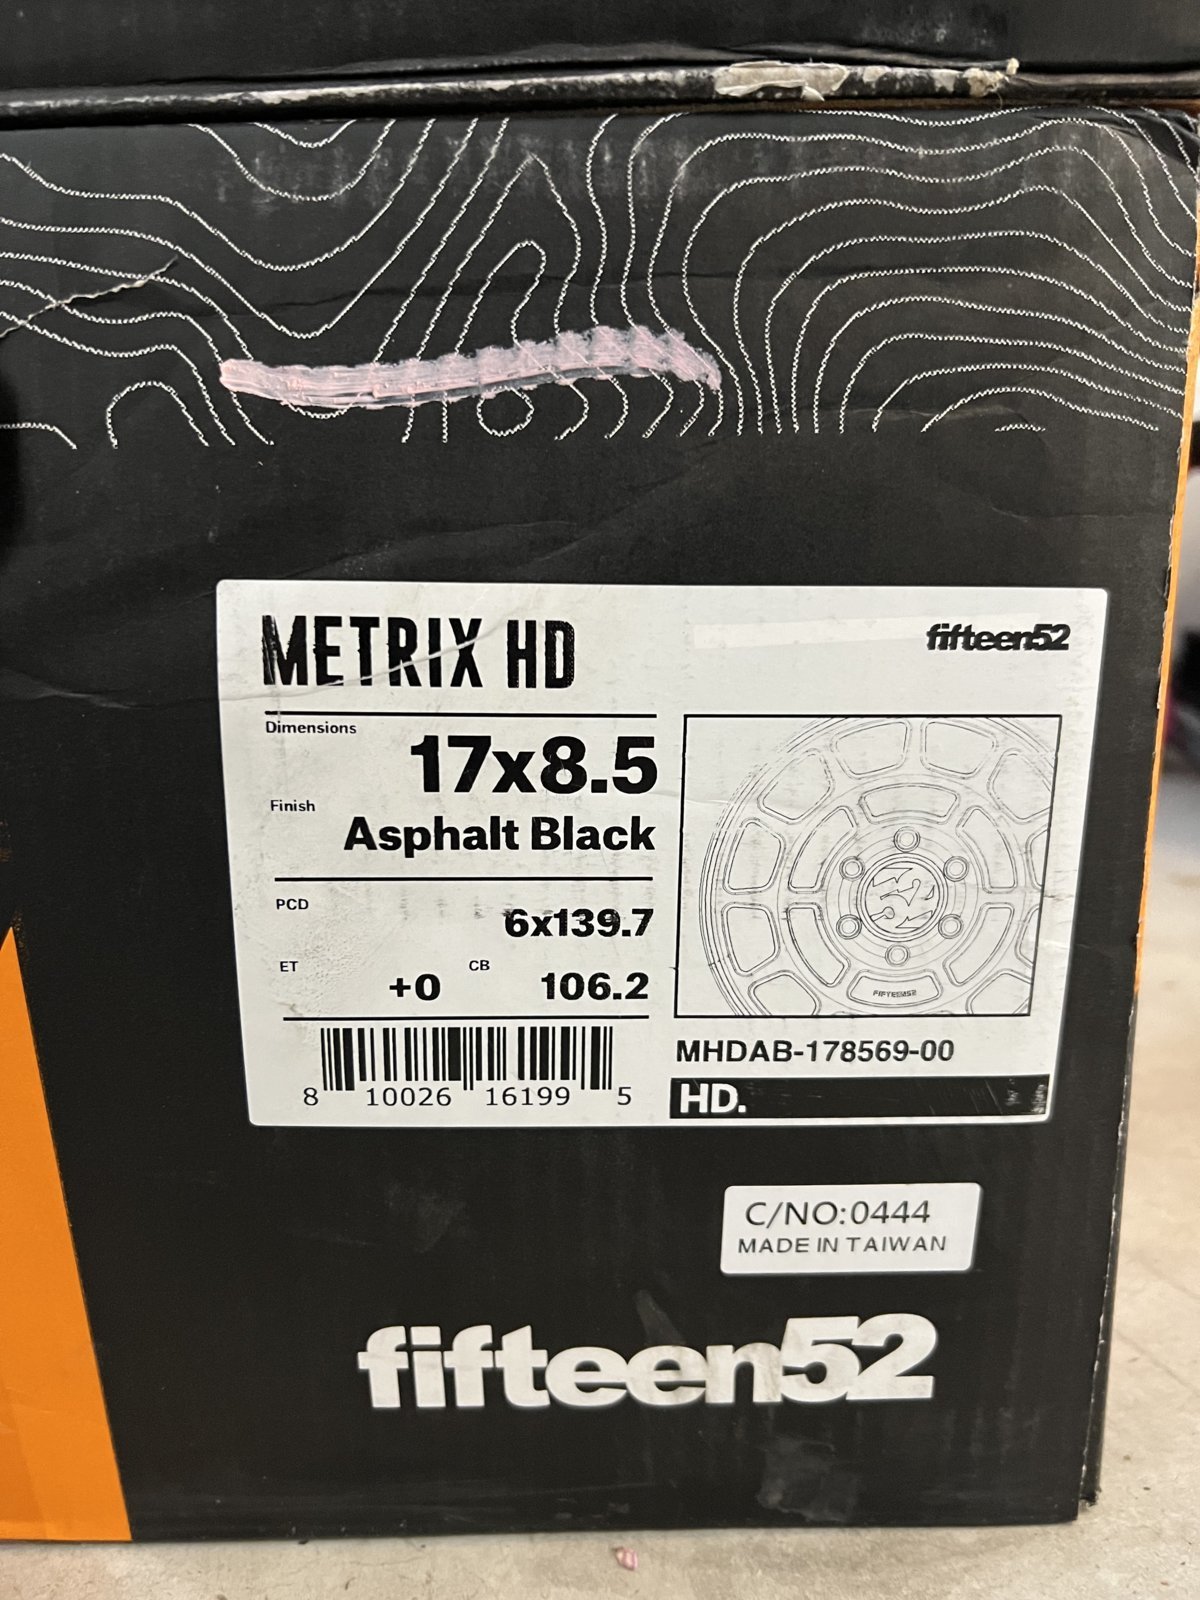 METRIX HD
fifteen52
Dimensions
17x8.5
Finish
Asphalt Black
PCD
6x139.7
ET
+0
CB
106.2
FIFTEEN52
8 10026 16199 5
MHDAB-178569-00
HD.
C/NO:0444
MADE IN TAIWAN
fifteen52